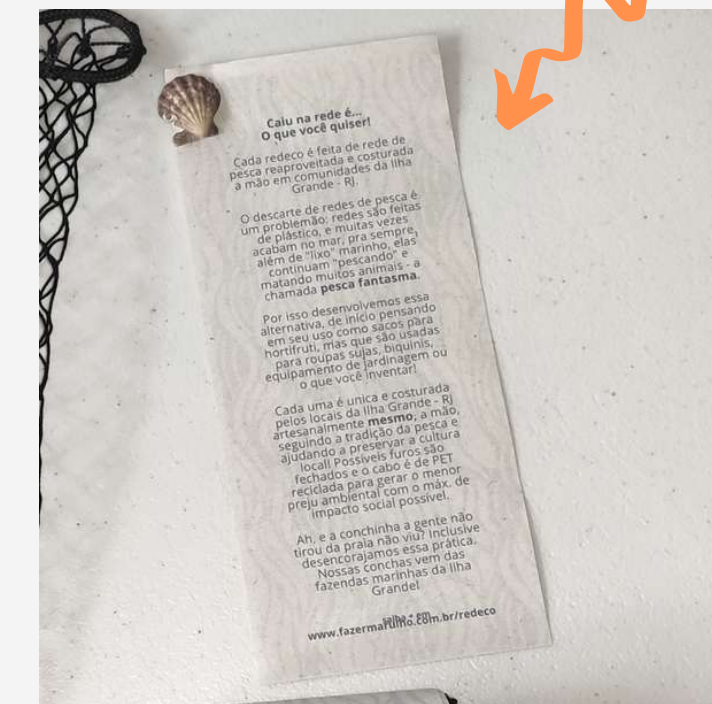 Caiu na rede é...
O que você quiser!
Cada redeco é feita de rede de
pesca reaproveitada e costurada
a mão em comunidades da Ilha
Grande - RJ.
O descarte de redes de pesca é
um problemão: redes são feitas
de plástico, e muitas vezes
acabam no mar, pra sempre,
além de "lixo" marinho, elas
continuam "pescando" e
matando muitos animais - a
chamada pesca fantasma.
Por isso desenvolvemos essa
alternativa, de início pensando
em seu uso como sacos para
hortifruti, mas que são usadas
para roupas sujas, biquinis,
equipamento de jardinagem ou
o que você inventar!
Cada uma é unica e costurada
pelos locais da Ilha Grande - RJ
artesanalmente mesmo, a mão,
seguindo a tradição da pesca e
ajudando a preservar a cultura
local! Possíveis furos são
fechados e o cabo é de PET
reciclada para gerar o menor
preju ambiental com o máx. de
impacto social possível.
Ah, e a conchinha a gente não
tirou da praia não viu? Inclusive
desencorajamos essa prática.
Nossas conchas vem das
fazendas marinhas da Ilha
Grande!
saiba + em
www.fazermarulho.com.br/redeco